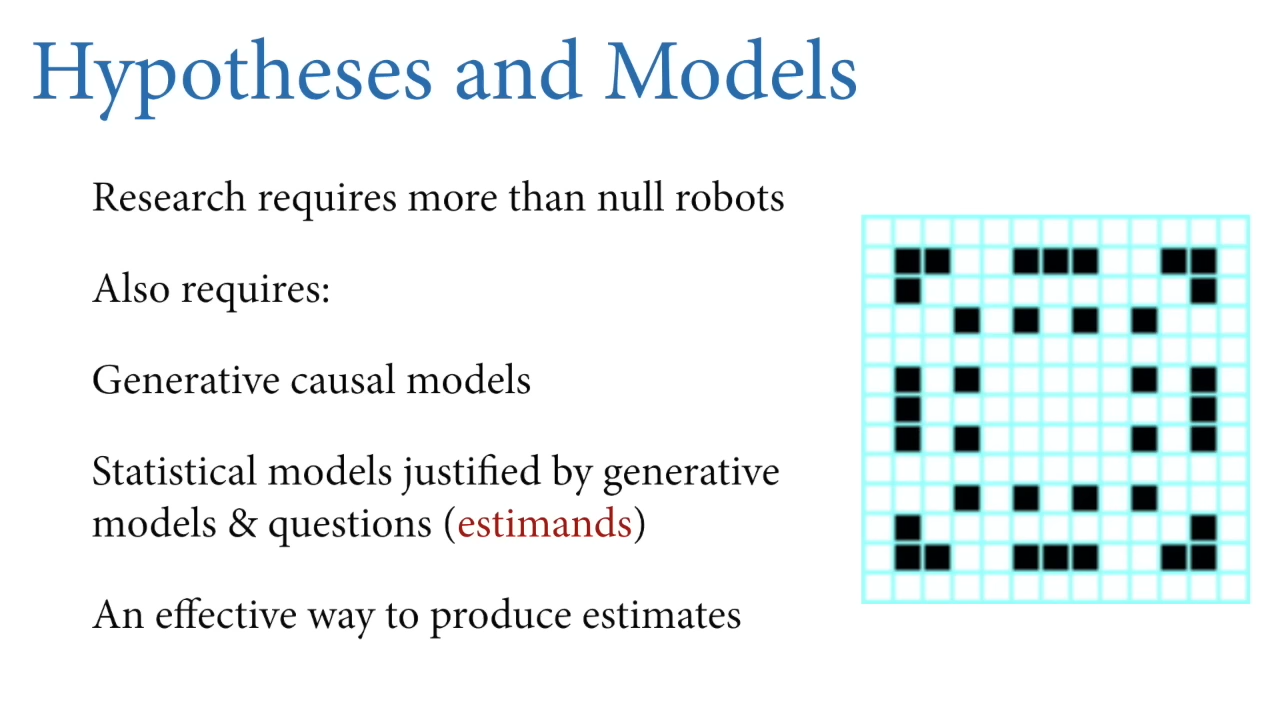 Hypotheses and Models
Research requires more than null robots
Also requires:
Generative causal models
Statistical models justified by generative
models & questions (estimands)
An effective way to produce estimates